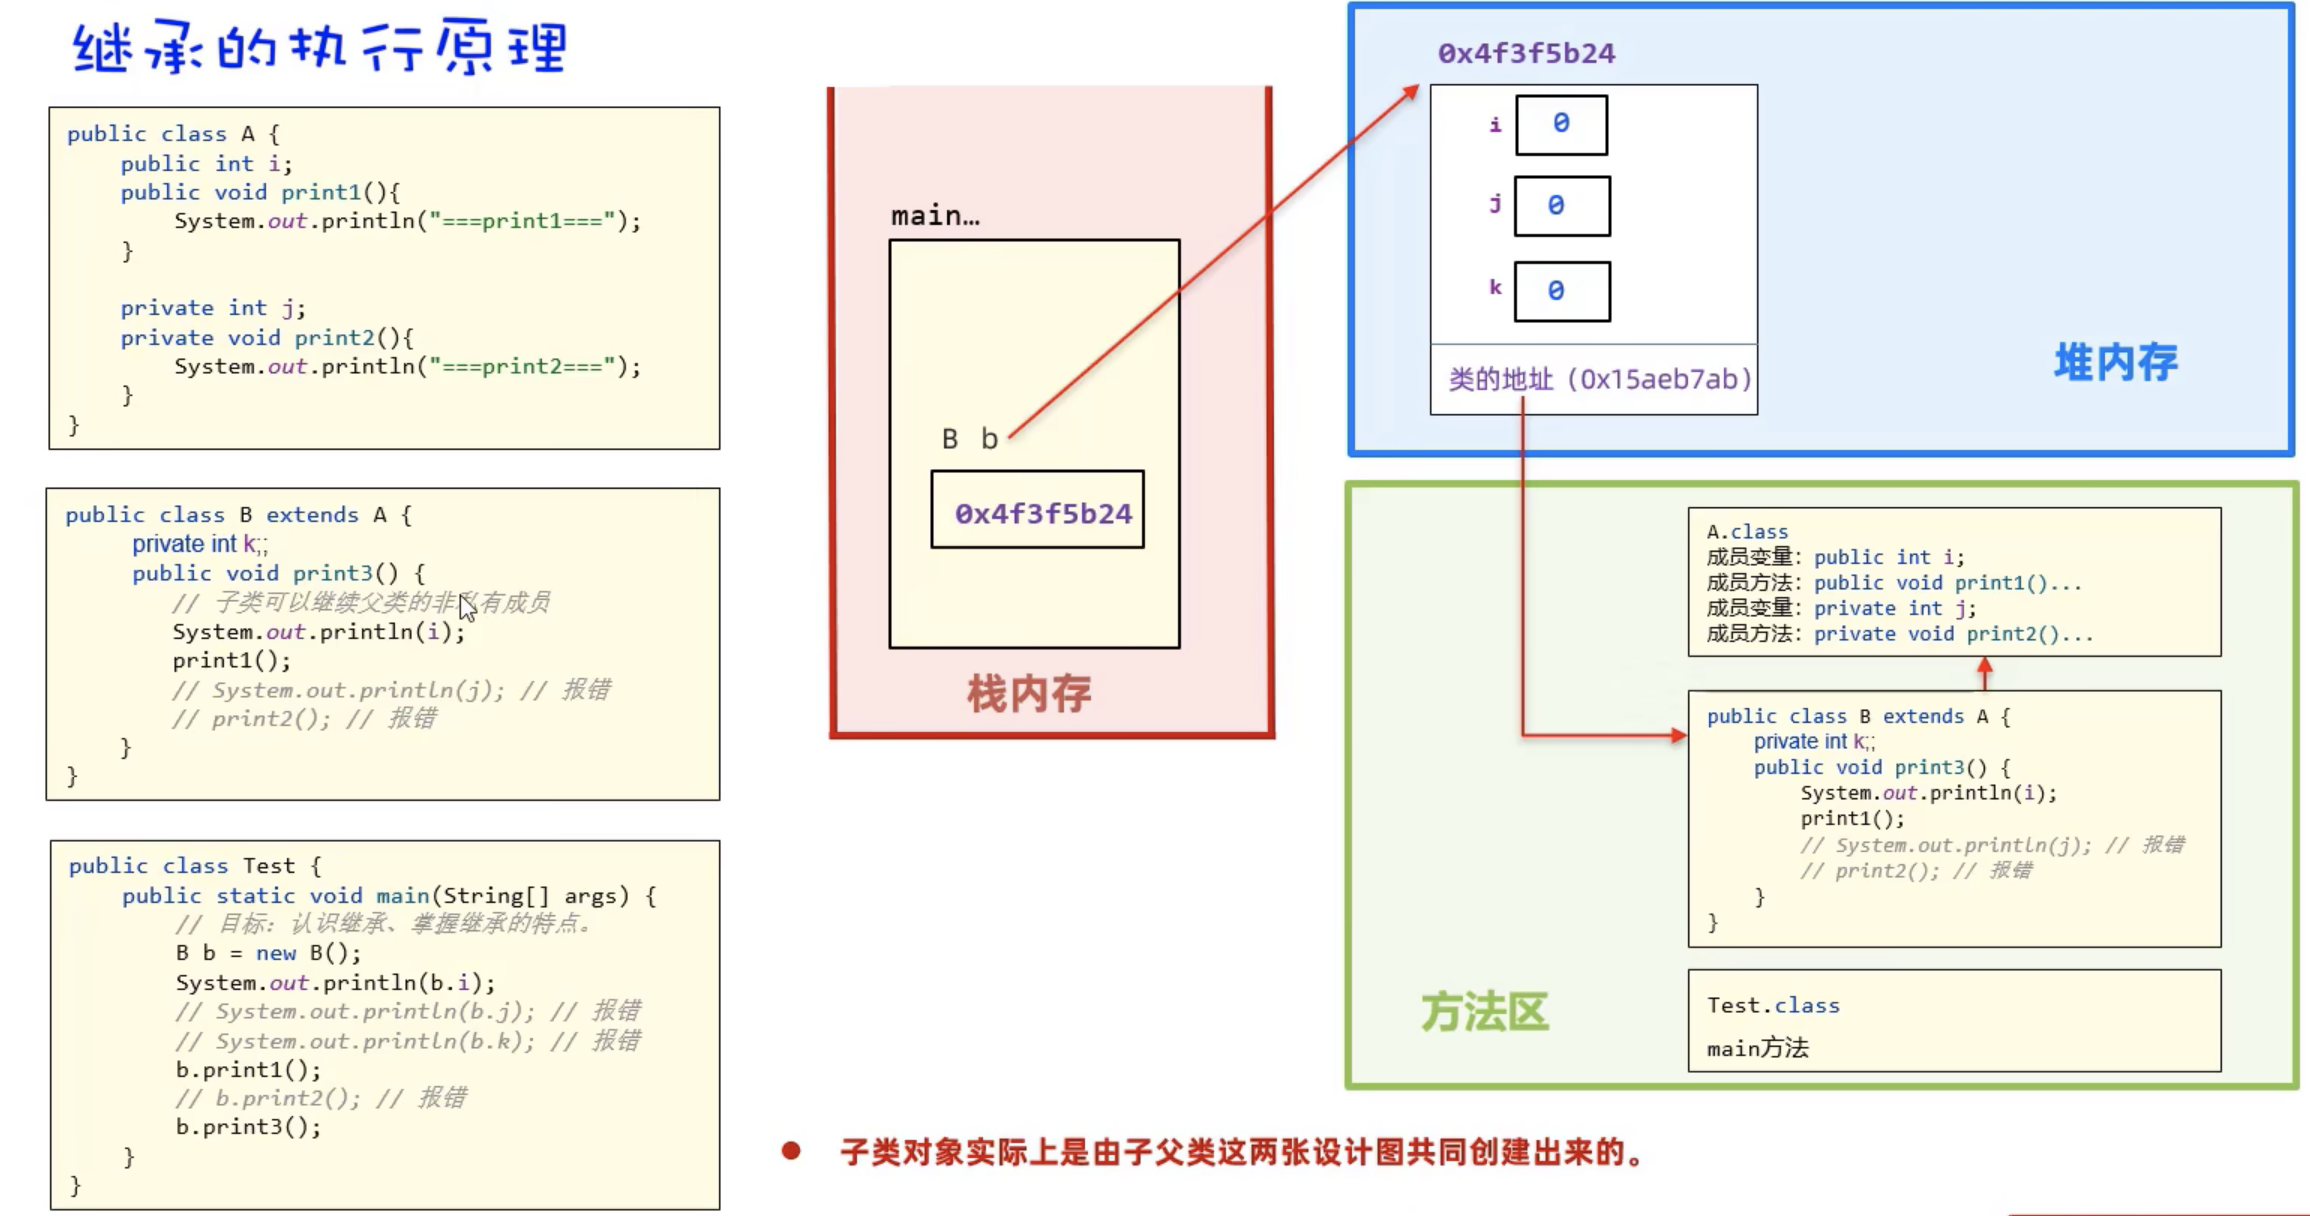 继承的执行原理
public class A {
public int i;
public void print1(){
System.out.println("===print1===");
}
private int j;
private void print2(){
System.out.println("===print2===");
}
}
public class B extends A {
private int k;;
public void print3() {
// 子类可以继续父类的非私有成员
System.out.println(i);
print1();
// System.out.println(j); // 报错
// print2(); // 报错
}
}
public class Test {
public static void main(String[] args) {
// 目标：认识继承、掌握继承的特点。
B b = new B();
System.out.println(b.i);
// System.out.println(b.j); // 报错
// System.out.println(b.k); // 报错
b.print1();
// b.print2(); // 报错
b.print3();
}
}
main…
B b
0x4f3f5b24
栈内存
0x4f3f5b24
i 0
j 0
k 0
类的地址（0x15aeb7ab）
堆内存
A.class
成员变量：public int i;
成员方法：public void print1()...
成员变量：private int j;
成员方法：private void print2()...
public class B extends A {
private int k;;
public void print3() {
System.out.println(i);
print1();
// System.out.println(j); // 报错
// print2(); // 报错
}
}
Test.class
main方法
方法区
● 子类对象实际上是由子父类这两张设计图共同创建出来的。